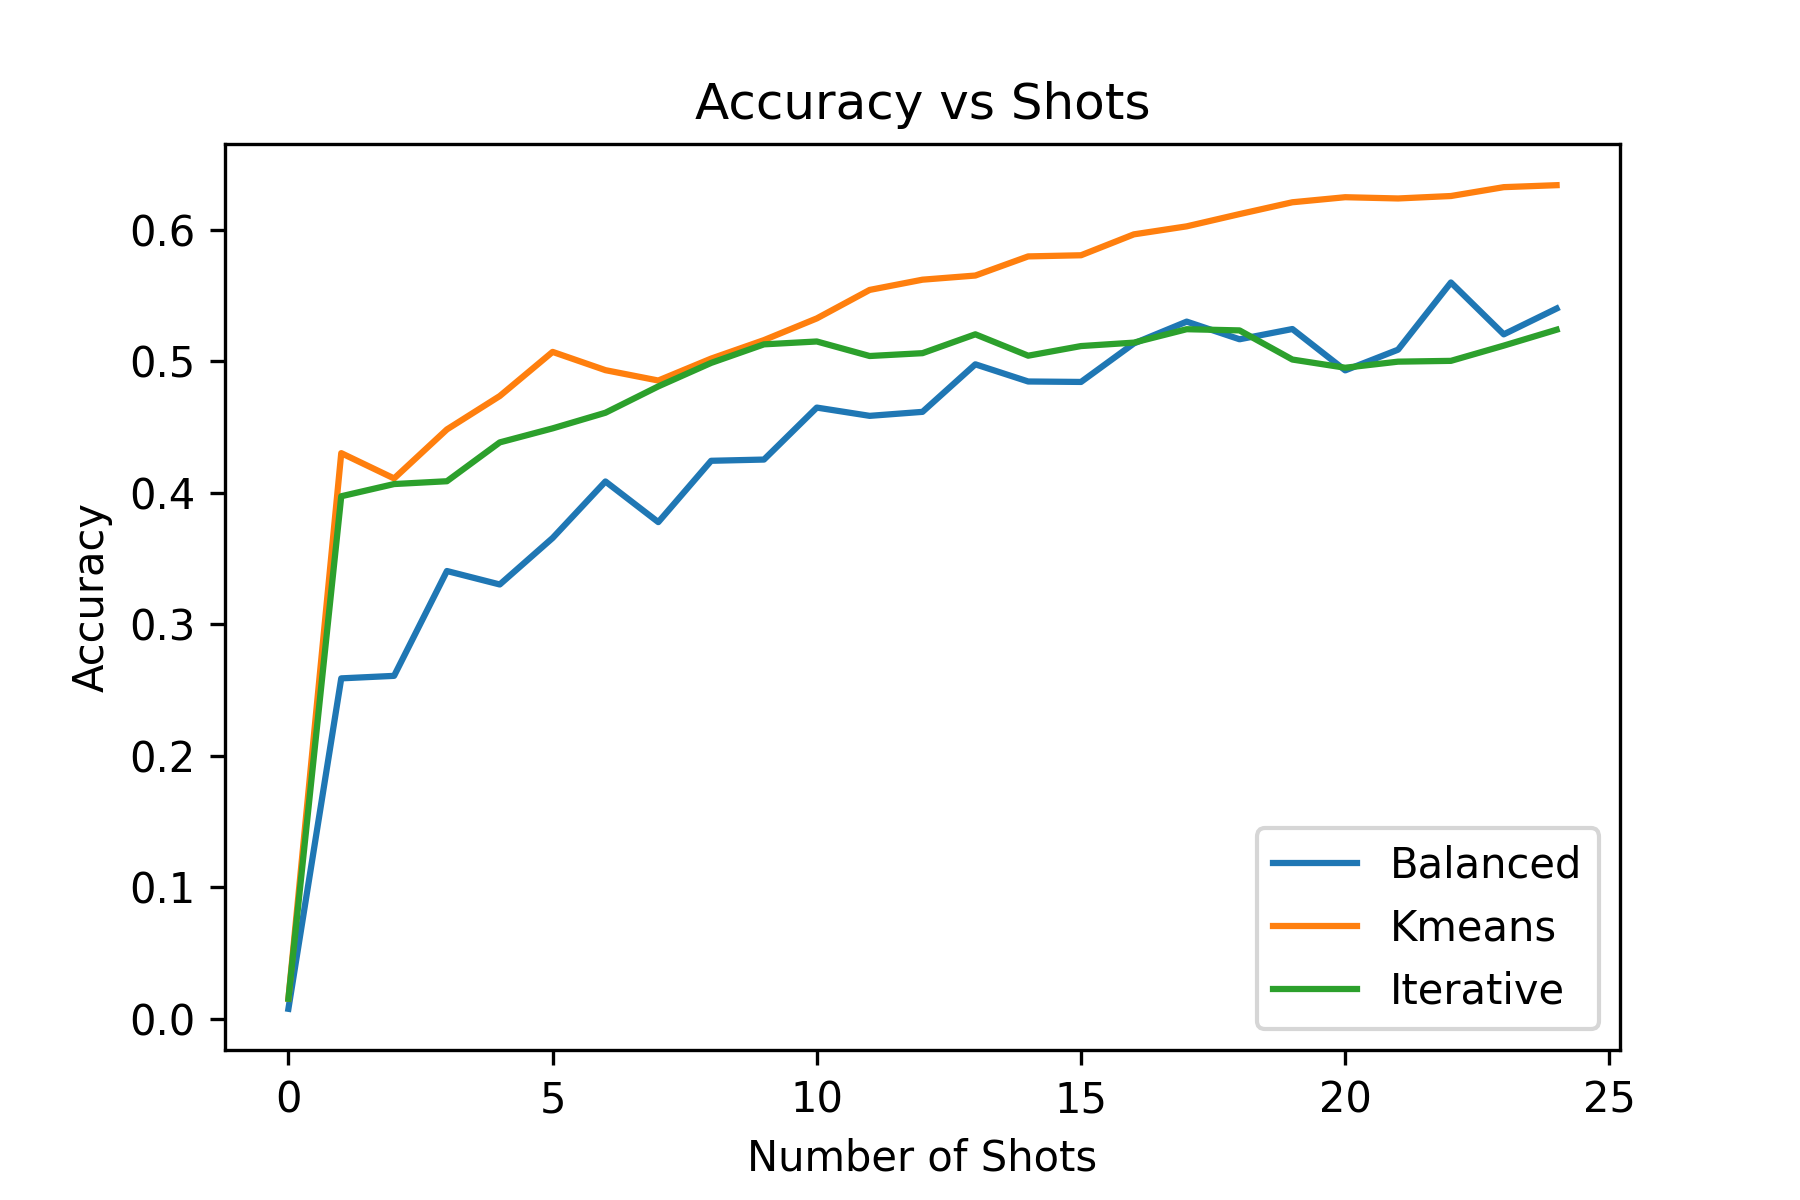 Accuracy vs Shots
Accuracy
0.6
0.5
0.4
0.3
0.2
0.1
0.0
0 5 10 15 20 25
Number of Shots
Balanced
Kmeans
Iterative